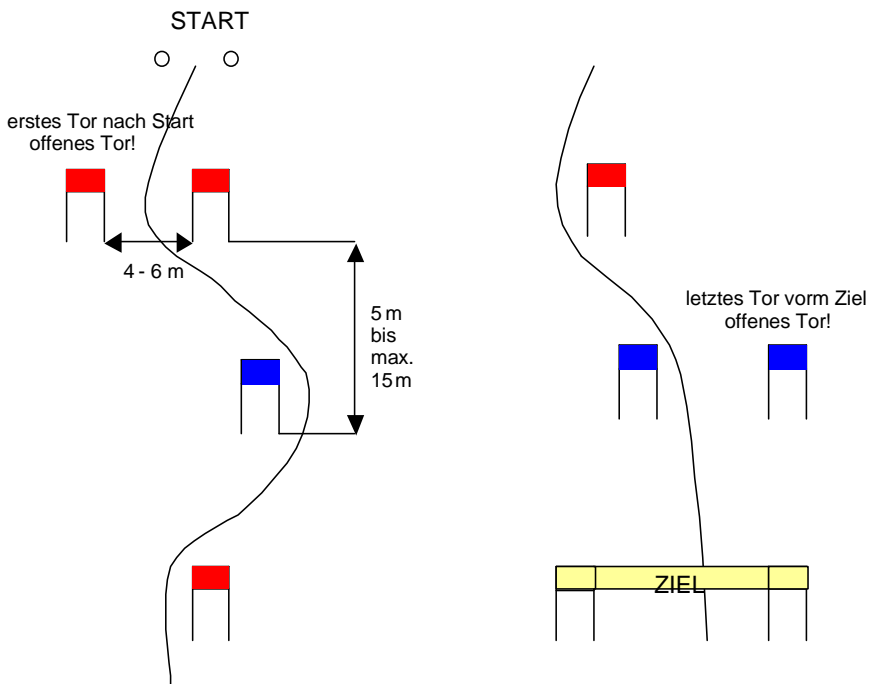 START
erstes Tor nach Start
offenes Tor!
4 - 6 m
5 m
bis
max.
15 m
letztes Tor vorm Ziel
offenes Tor!
ZIEL